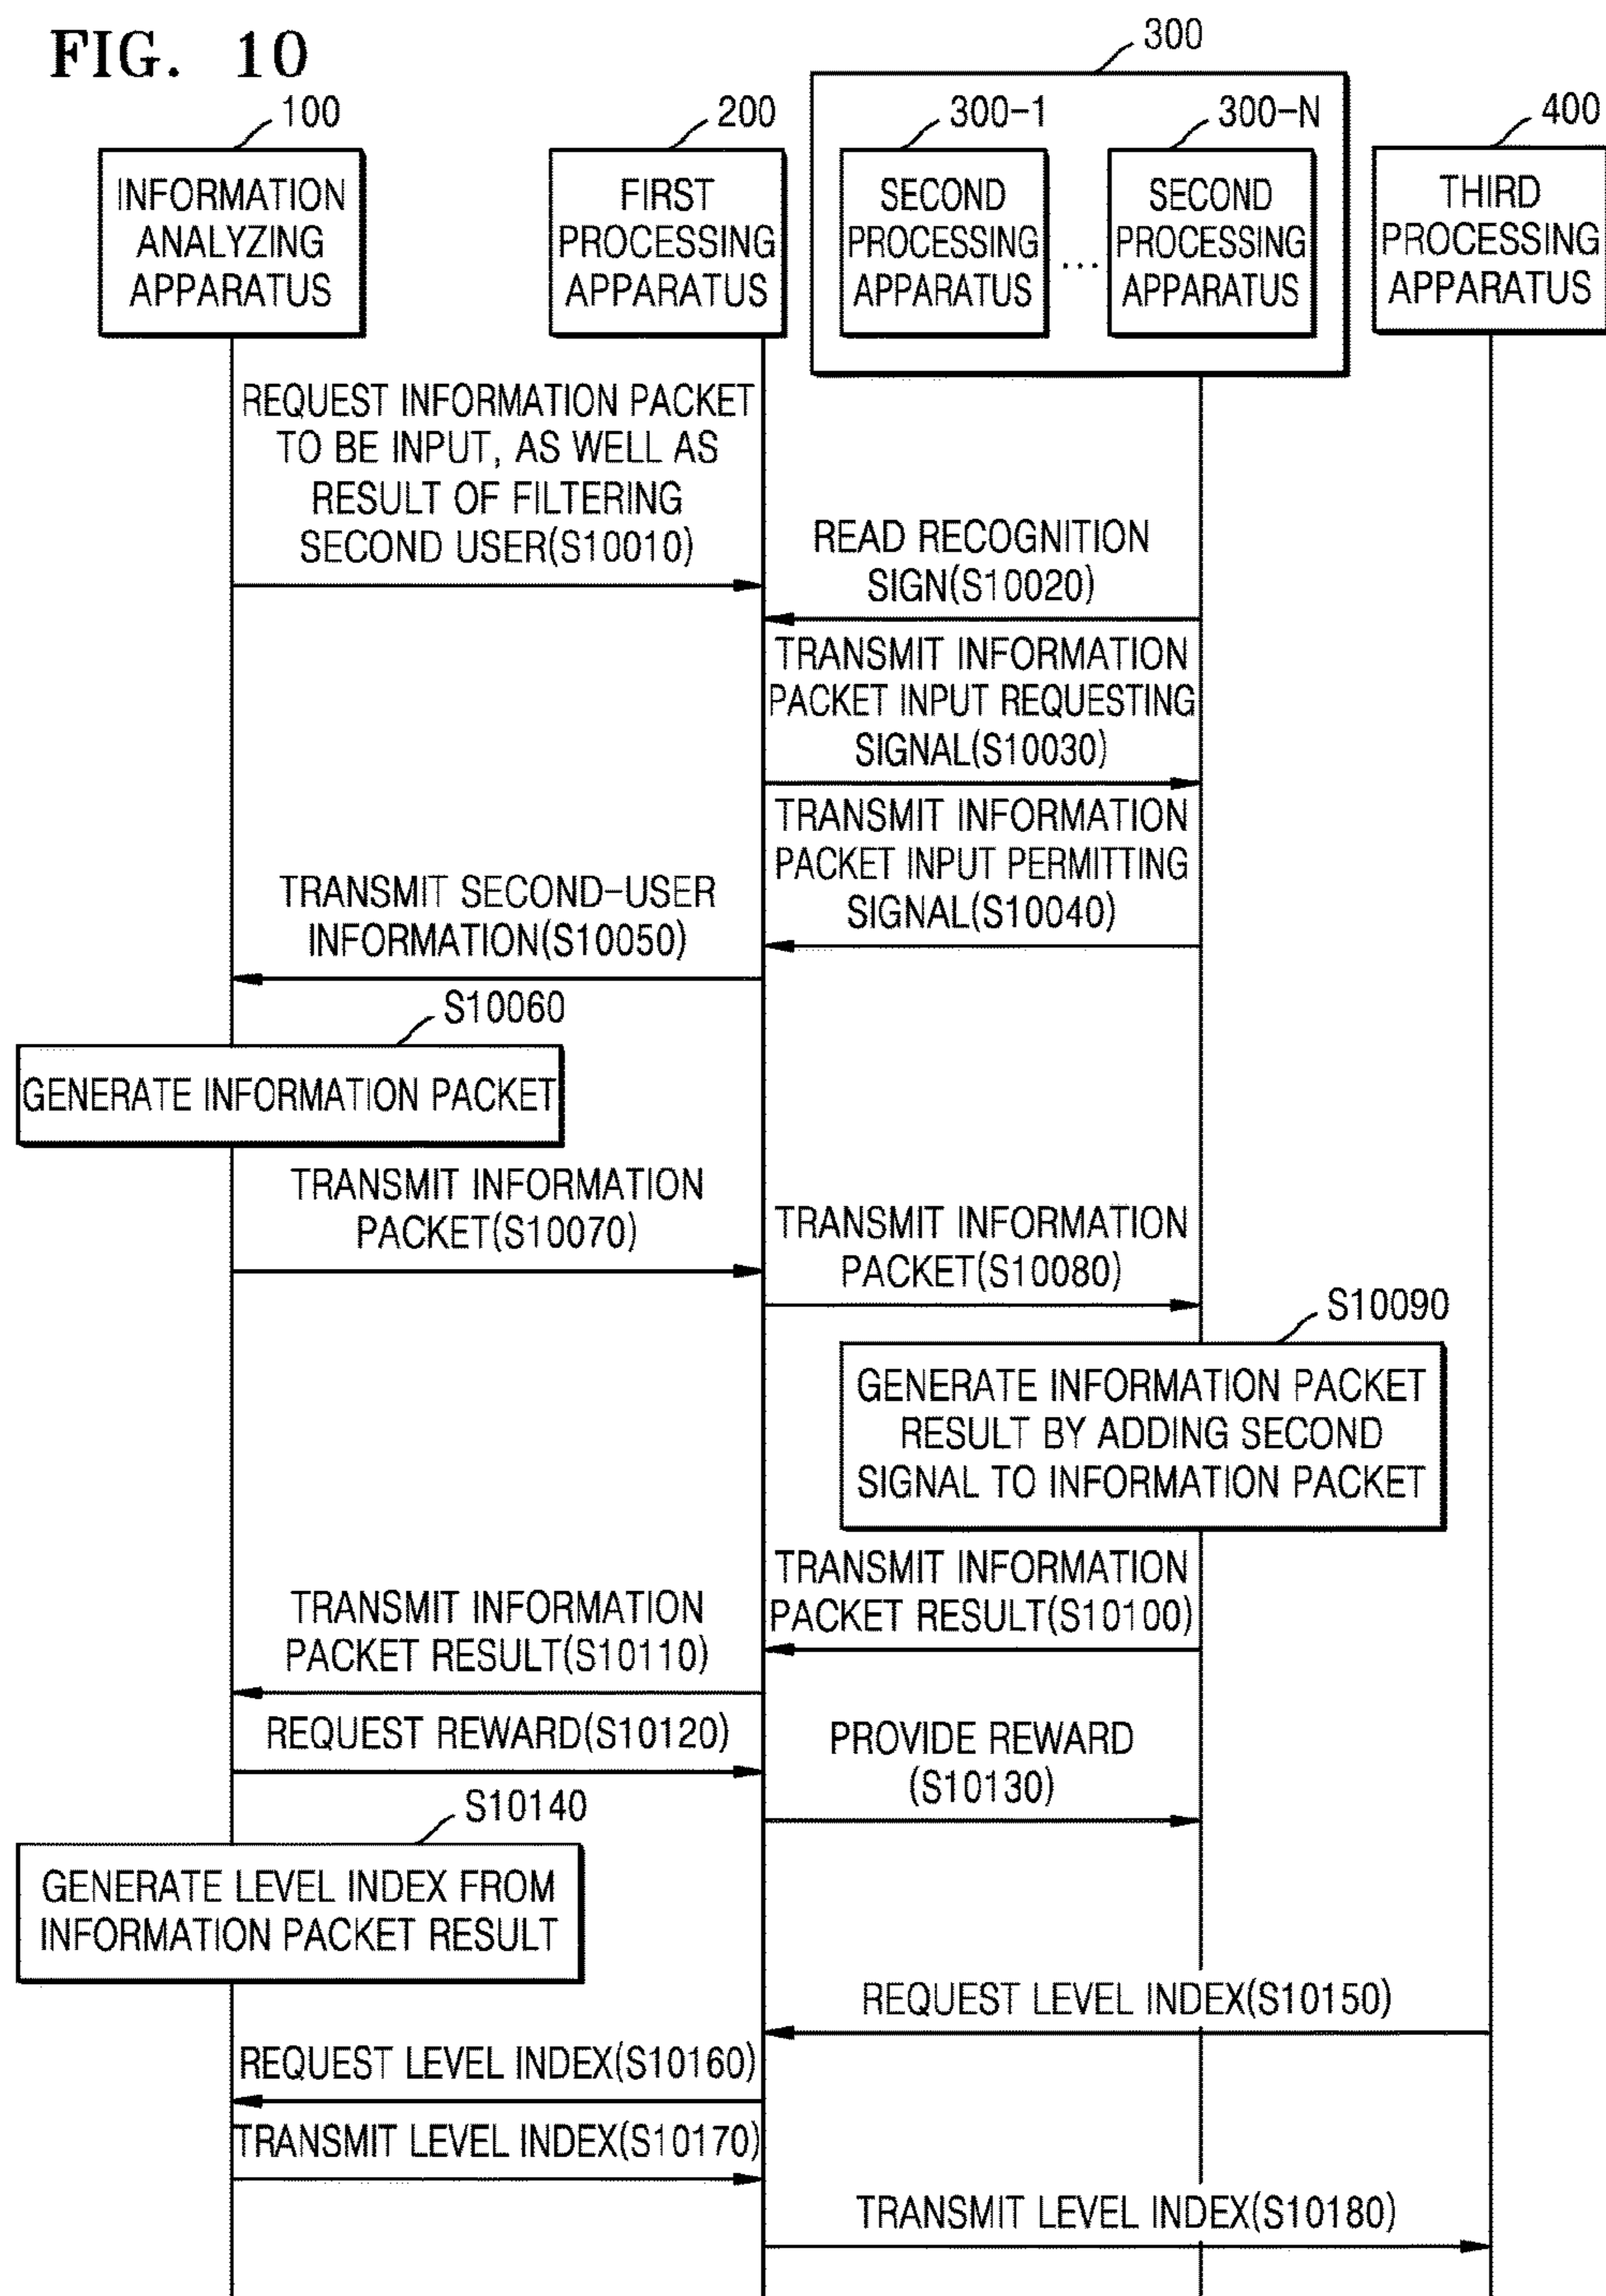 FIG. 10
300
100
200
300-1
300-N
400
INFORMATION
ANALYZING
APPARATUS
FIRST
PROCESSING
APPARATUS
SECOND
PROCESSING
APPARATUS
...
SECOND
PROCESSING
APPARATUS
THIRD
PROCESSING
APPARATUS
REQUEST INFORMATION PACKET
TO BE INPUT, AS WELL AS
RESULT OF FILTERING
SECOND USER(S10010)
READ RECOGNITION
SIGN(S10020)
TRANSMIT INFORMATION
PACKET INPUT REQUESTING
SIGNAL(S10030)
TRANSMIT INFORMATION
PACKET INPUT PERMITTING
SIGNAL(S10040)
TRANSMIT SECOND-USER
INFORMATION(S10050)
S10060
GENERATE INFORMATION PACKET
TRANSMIT INFORMATION
PACKET(S10070)
TRANSMIT INFORMATION
PACKET(S10080)
S10090
GENERATE INFORMATION PACKET
RESULT BY ADDING SECOND
SIGNAL TO INFORMATION PACKET
TRANSMIT INFORMATION
PACKET RESULT(S10100)
TRANSMIT INFORMATION
PACKET RESULT(S10110)
REQUEST REWARD(S10120)
PROVIDE REWARD
(S10130)
S10140
GENERATE LEVEL INDEX FROM
INFORMATION PACKET RESULT
REQUEST LEVEL INDEX(S10150)
REQUEST LEVEL INDEX(S10160)
TRANSMIT LEVEL INDEX(S10170)
TRANSMIT LEVEL INDEX(S10180)